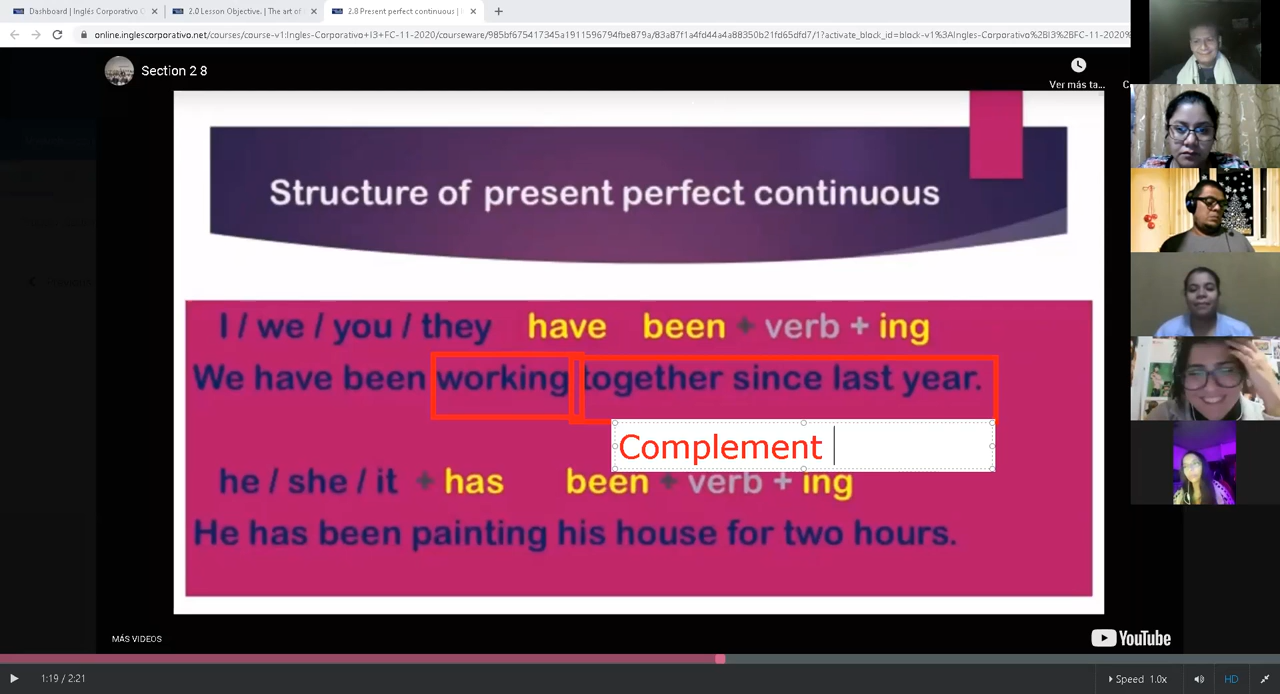 Dashboard | Inglés Corporativo
2.0 Lesson Objective. | The art of
2.8 Present perfect continuous |
online.inglescorporativo.net/courses/course-v1:Ingles-Corporativo+I3+FC-11-2020/courseware/985bf675417345a1911596794fbe879a/83a87f1a4fd44a4a88350b21fd65dfd7/1?activate_block_id=block-v1%3AIngles-Corporativo%2BI3%2BFC-11-2020%
Section 2 8
Ver más ta...
Structure of present perfect continuous
I / we / you / they have been + verb + ing
We have been working together since last year.
Complement
he / she / it + has been + verb + ing
He has been painting his house for two hours.
MÁS VIDEOS
YouTube
1:19 / 2:21
Speed 1.0x
HD